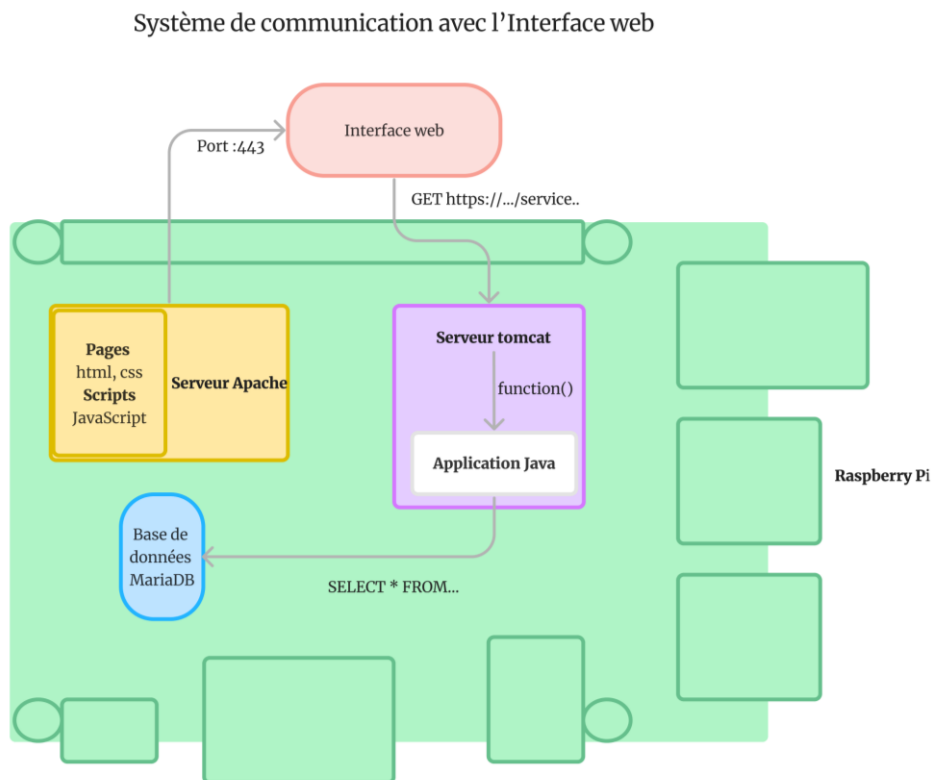 Système de communication avec l’Interface web
Interface web
Port :443
GET https://.../service..
Pages
html, css
Scripts
JavaScript
Serveur Apache
Serveur tomcat
function()
Application Java
Raspberry Pi
Base de
données
MariaDB
SELECT * FROM...